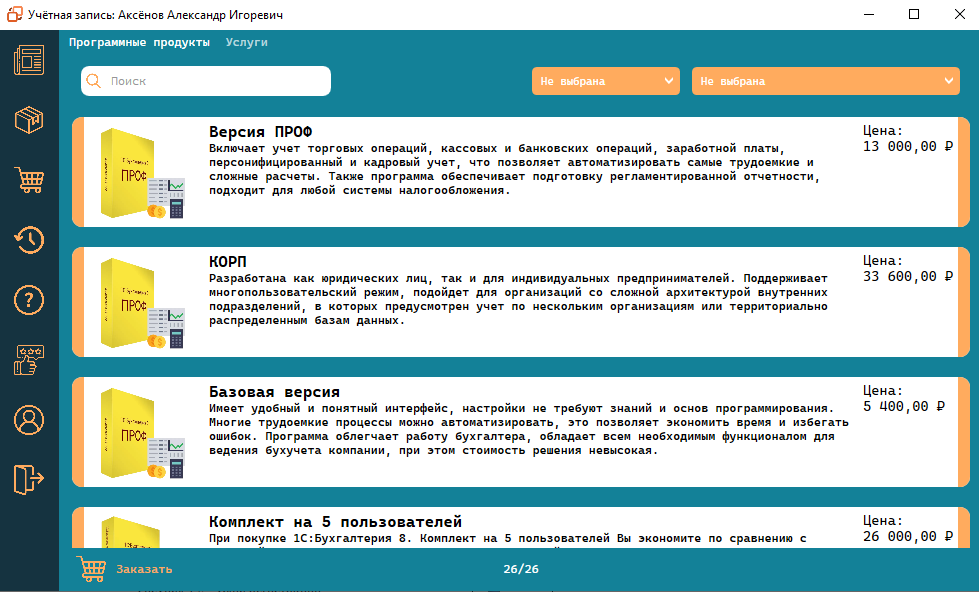 Учётная запись: Аксёнов Александр Игоревич
Программные продукты Услуги
Поиск
Не выбрана
Не выбрана
Версия ПРОФ
Включает учет торговых операций, кассовых и банковских операций, заработной платы,
персонифицированный и кадровый учет, что позволяет автоматизировать самые трудоемкие и
сложные расчеты. Также программа обеспечивает подготовку регламентированной отчетности,
подходит для любой системы налогообложения.
Цена:
13 000,00 ₽
ПРОФ
КОРП
Разработана как юридических лиц, так и для индивидуальных предпринимателей. Поддерживает
многопользовательский режим, подойдет для организаций со сложной архитектурой внутренних
подразделений, в которых предусмотрен учет по нескольким организациям или территориально
распределенным базам данных.
Цена:
33 600,00 ₽
ПРОФ
Базовая версия
Имеет удобный и понятный интерфейс, настройки не требуют знаний и основ программирования.
Многие трудоемкие процессы можно автоматизировать, это позволяет экономить время и избегать
ошибок. Программа облегчает работу бухгалтера, обладает всем необходимым функционалом для
ведения бухучета компании, при этом стоимость решения невысокая.
Цена:
5 400,00 ₽
ПРОФ
Комплект на 5 пользователей
При покупке 1С:Бухгалтерия 8. Комплект на 5 пользователей Вы экономите по сравнению с
Цена:
26 000,00 ₽
Заказать
26/26